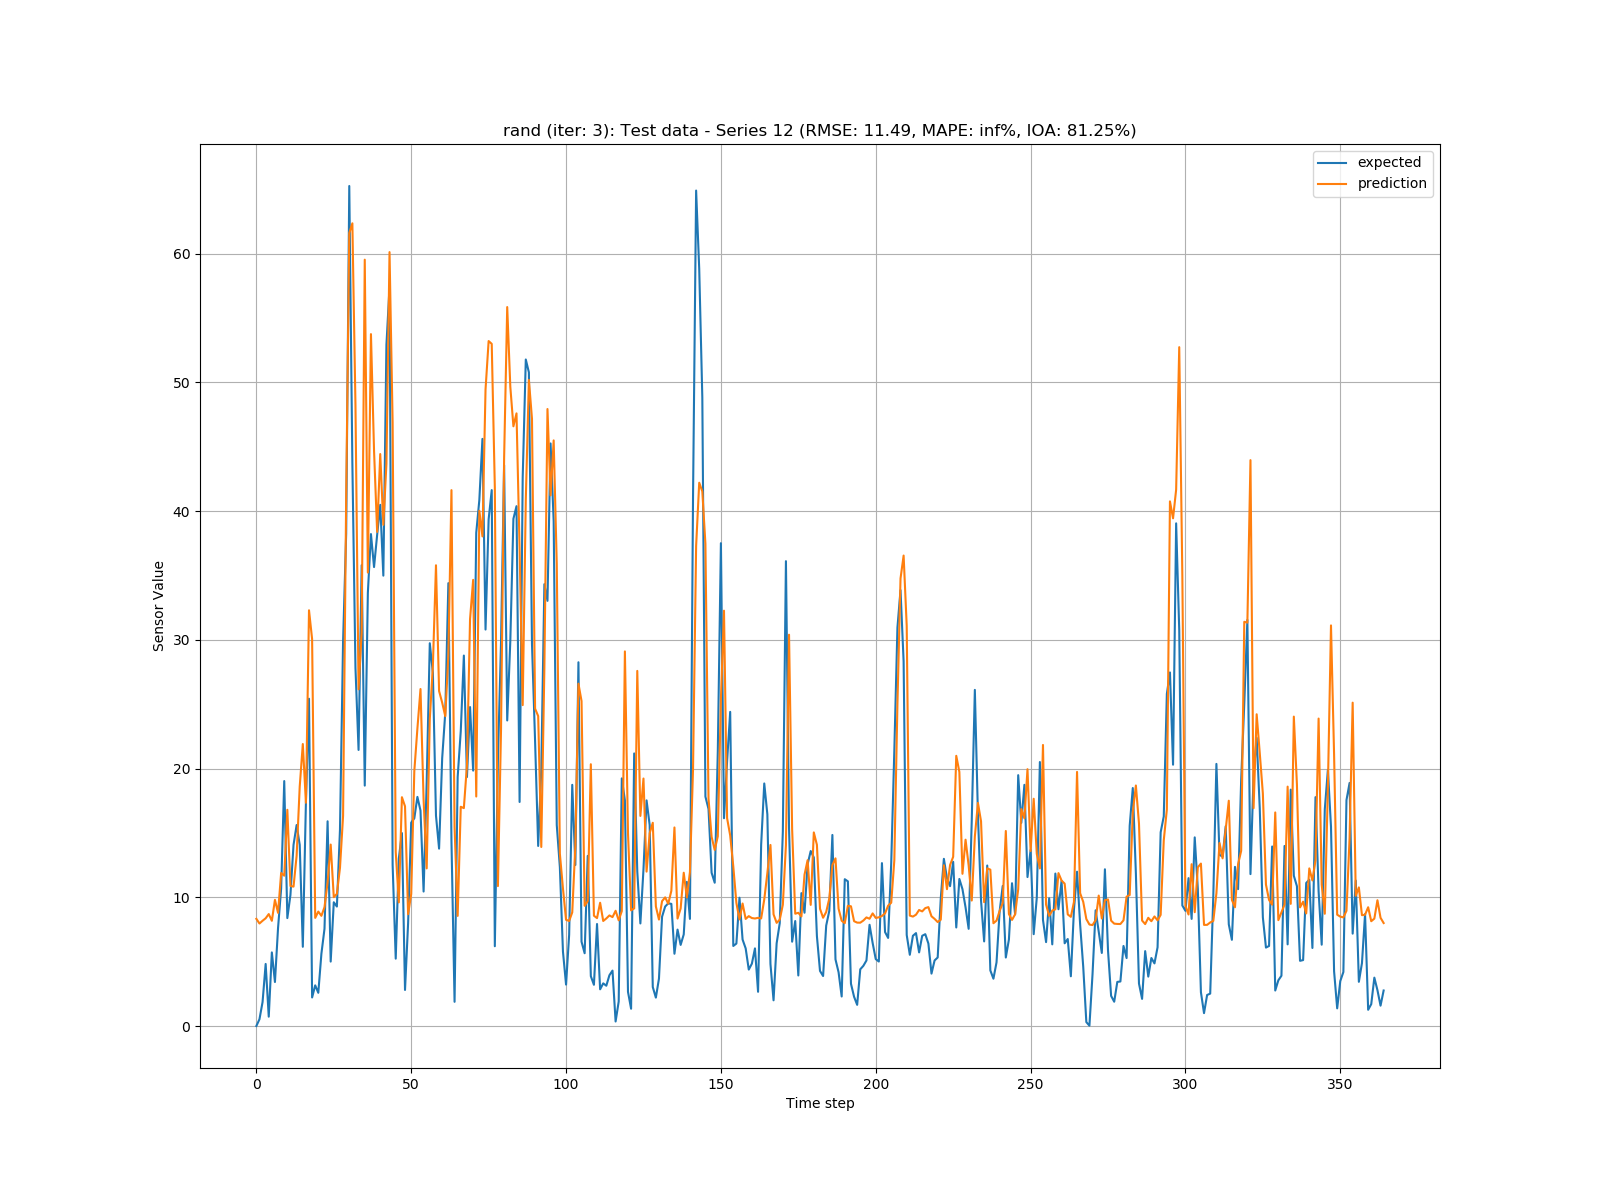 rand (iter: 3): Test data - Series 12 (RMSE: 11.49, MAPE: inf%, IOA: 81.25%)
expected
prediction
60
50
40
30
20
10
0
Sensor Value
0 50 100 150 200 250 300 350
Time step